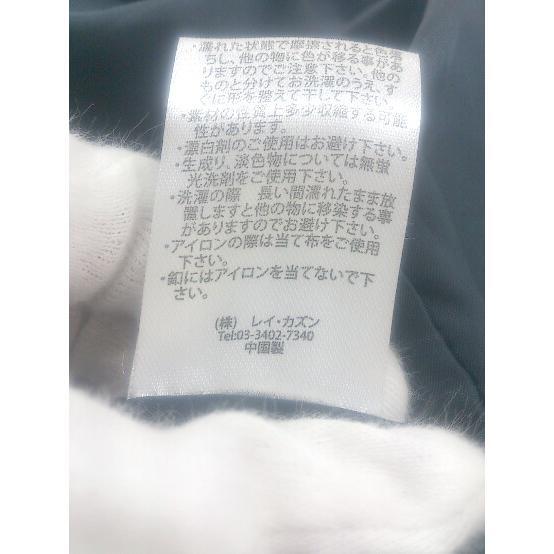 ・濡れた状態で摩擦されると色落
ちし、他の物に色が移る事があ
りますのでご注意下さい。他の
ものと分けてお洗濯のうえ、す
ぐに形を整えて干して下さい。
・素材の性質上多少収縮する可能
性があります。
・漂白剤のご使用はお避け下さい。
・生成り、淡色物については無蛍
光洗剤をご使用下さい。
・洗濯の際 長い間濡れたまま放
置しますと他の物に移染する事
がありますのでお避け下さい。
・アイロンの際は当て布をご使用
下さい。
・釦にはアイロンを当てないで下
さい。
(株) レイ・カズン
Tel:03-3402-7340
中国製